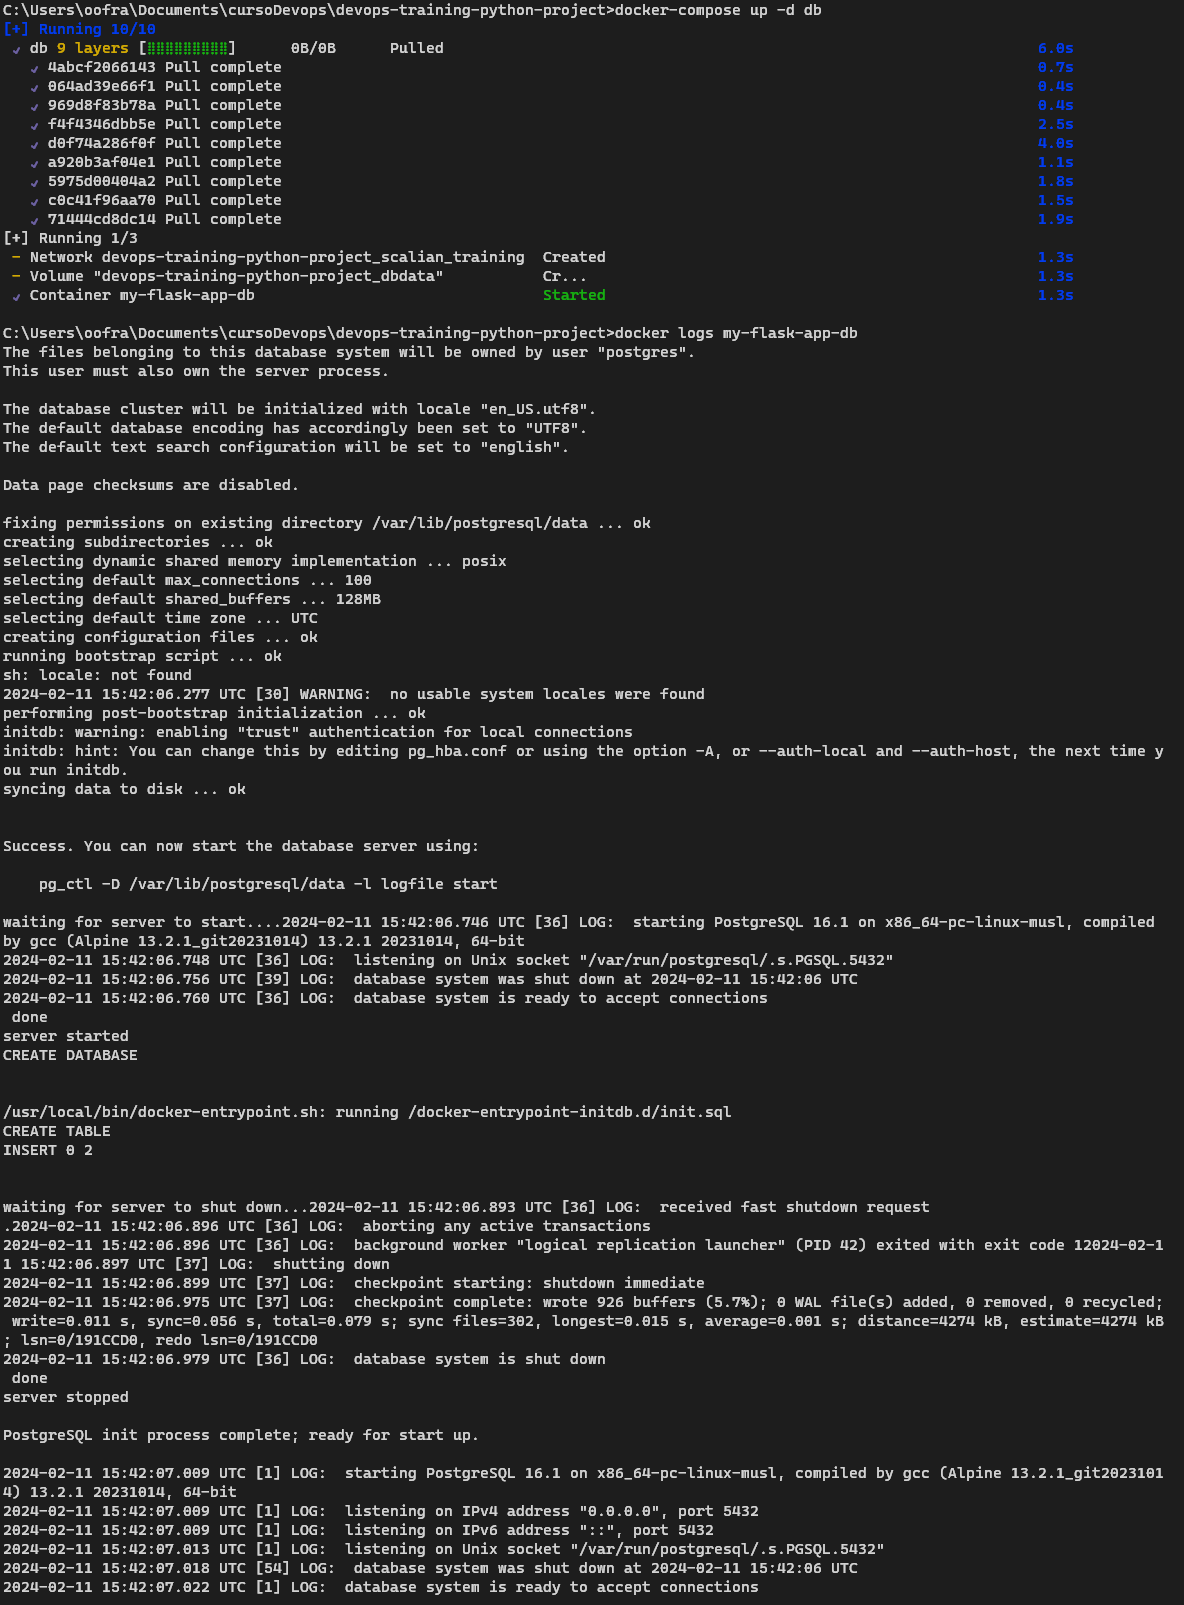 C:\Users\oofra\Documents\cursoDevops\devops-training-python-project>docker-compose up -d db
[+] Running 10/10
 ✔ db 9 layers [⣿⣿⣿⣿⣿⣿⣿⣿⣿]      0B/0B      Pulled 6.0s
   ✔ 4abcf2066143 Pull complete 0.7s
   ✔ 064ad39e66f1 Pull complete 0.4s
   ✔ 969d8f83b78a Pull complete 0.4s
   ✔ f4f4346dbb5e Pull complete 2.5s
   ✔ d0f74a286f0f Pull complete 4.0s
   ✔ a920b3af04e1 Pull complete 1.1s
   ✔ 5975d00404a2 Pull complete 1.8s
   ✔ c0c41f96aa70 Pull complete 1.5s
   ✔ 71444cd8dc14 Pull complete 1.9s
[+] Running 1/3
 - Network devops-training-python-project_scalian_training  Created 1.3s
 - Volume "devops-training-python-project_dbdata"           Cr... 1.3s
 ✔ Container my-flask-app-db                                Started 1.3s
C:\Users\oofra\Documents\cursoDevops\devops-training-python-project>docker logs my-flask-app-db
The files belonging to this database system will be owned by user "postgres".
This user must also own the server process.
The database cluster will be initialized with locale "en_US.utf8".
The default database encoding has accordingly been set to "UTF8".
The default text search configuration will be set to "english".
Data page checksums are disabled.
fixing permissions on existing directory /var/lib/postgresql/data ... ok
creating subdirectories ... ok
selecting dynamic shared memory implementation ... posix
selecting default max_connections ... 100
selecting default shared_buffers ... 128MB
selecting default time zone ... UTC
creating configuration files ... ok
running bootstrap script ... ok
sh: locale: not found
2024-02-11 15:42:06.277 UTC [30] WARNING:  no usable system locales were found
performing post-bootstrap initialization ... ok
initdb: warning: enabling "trust" authentication for local connections
initdb: hint: You can change this by editing pg_hba.conf or using the option -A, or --auth-local and --auth-host, the next time y
ou run initdb.
syncing data to disk ... ok
Success. You can now start the database server using:
    pg_ctl -D /var/lib/postgresql/data -l logfile start
waiting for server to start....2024-02-11 15:42:06.746 UTC [36] LOG:  starting PostgreSQL 16.1 on x86_64-pc-linux-musl, compiled
by gcc (Alpine 13.2.1_git20231014) 13.2.1 20231014, 64-bit
2024-02-11 15:42:06.748 UTC [36] LOG:  listening on Unix socket "/var/run/postgresql/.s.PGSQL.5432"
2024-02-11 15:42:06.756 UTC [39] LOG:  database system was shut down at 2024-02-11 15:42:06 UTC
2024-02-11 15:42:06.760 UTC [36] LOG:  database system is ready to accept connections
 done
server started
CREATE DATABASE
/usr/local/bin/docker-entrypoint.sh: running /docker-entrypoint-initdb.d/init.sql
CREATE TABLE
INSERT 0 2
waiting for server to shut down...2024-02-11 15:42:06.893 UTC [36] LOG:  received fast shutdown request
.2024-02-11 15:42:06.896 UTC [36] LOG:  aborting any active transactions
2024-02-11 15:42:06.896 UTC [36] LOG:  background worker "logical replication launcher" (PID 42) exited with exit code 12024-02-1
1 15:42:06.897 UTC [37] LOG:  shutting down
2024-02-11 15:42:06.899 UTC [37] LOG:  checkpoint starting: shutdown immediate
2024-02-11 15:42:06.975 UTC [37] LOG:  checkpoint complete: wrote 926 buffers (5.7%); 0 WAL file(s) added, 0 removed, 0 recycled;
 write=0.011 s, sync=0.056 s, total=0.079 s; sync files=302, longest=0.015 s, average=0.001 s; distance=4274 kB, estimate=4274 kB
; lsn=0/191CCD0, redo lsn=0/191CCD0
2024-02-11 15:42:06.979 UTC [36] LOG:  database system is shut down
 done
server stopped
PostgreSQL init process complete; ready for start up.
2024-02-11 15:42:07.009 UTC [1] LOG:  starting PostgreSQL 16.1 on x86_64-pc-linux-musl, compiled by gcc (Alpine 13.2.1_git2023101
4) 13.2.1 20231014, 64-bit
2024-02-11 15:42:07.009 UTC [1] LOG:  listening on IPv4 address "0.0.0.0", port 5432
2024-02-11 15:42:07.009 UTC [1] LOG:  listening on IPv6 address "::", port 5432
2024-02-11 15:42:07.013 UTC [1] LOG:  listening on Unix socket "/var/run/postgresql/.s.PGSQL.5432"
2024-02-11 15:42:07.018 UTC [54] LOG:  database system was shut down at 2024-02-11 15:42:06 UTC
2024-02-11 15:42:07.022 UTC [1] LOG:  database system is ready to accept connections